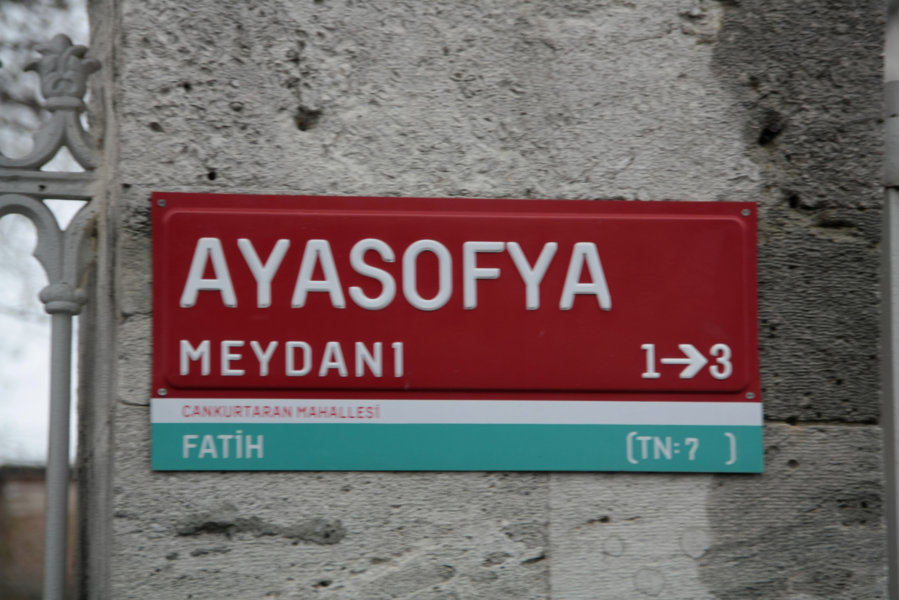 AYASOFYA
MEYDANI 1→3
CANKURTARAN MAHALLESİ
FATİH (TN: 7 )